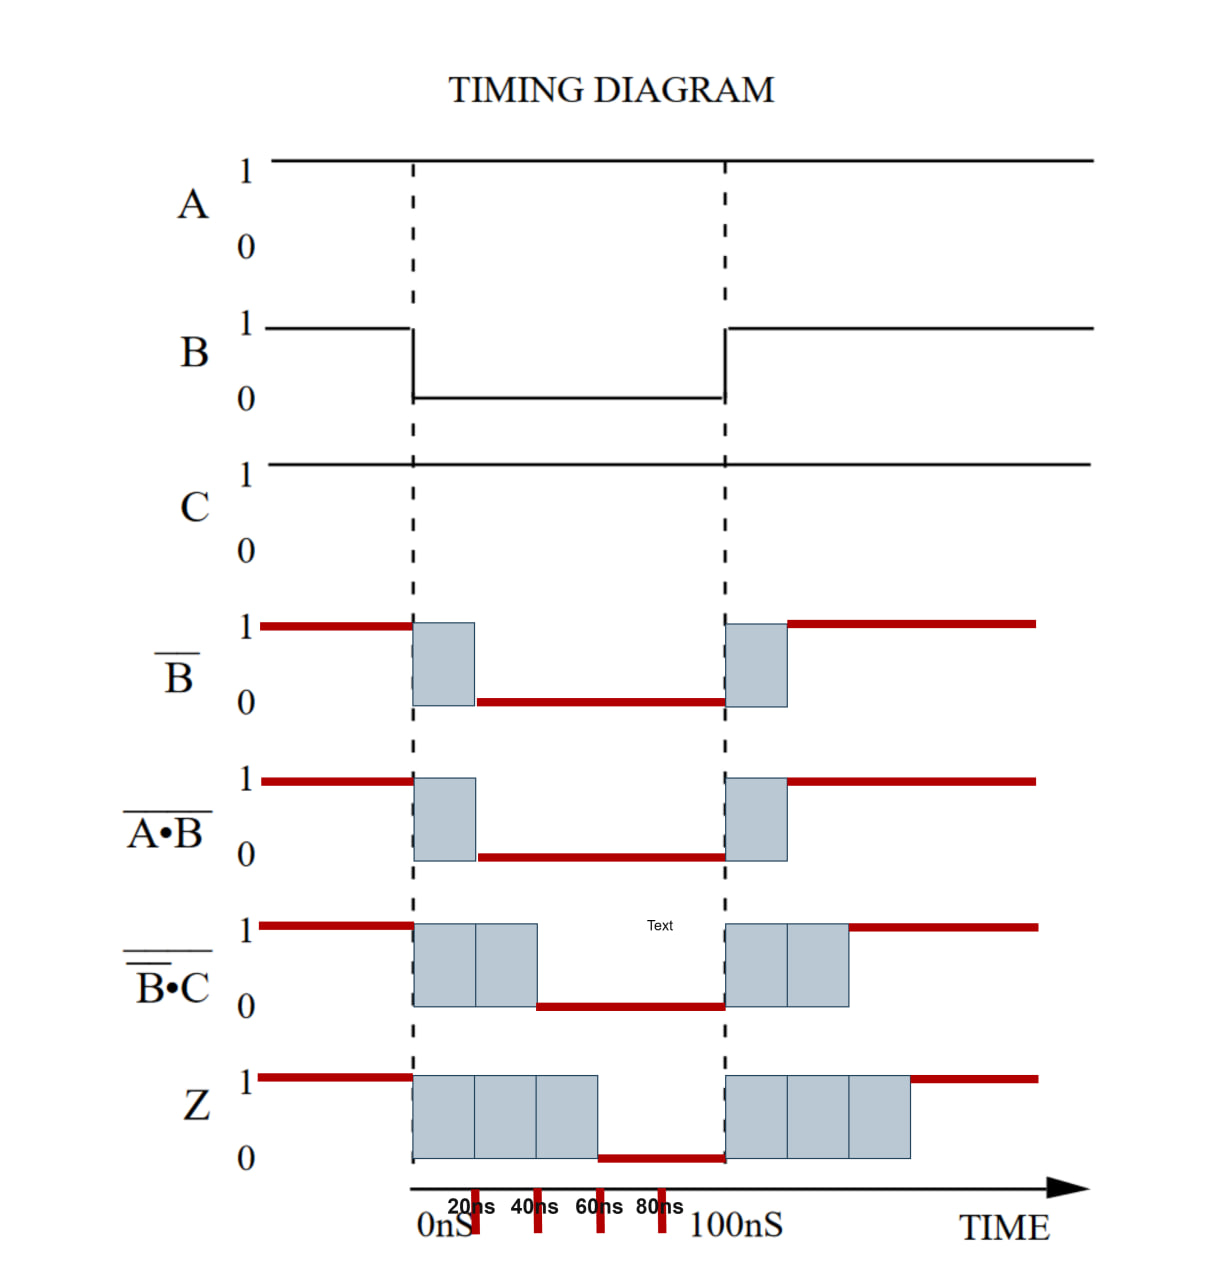 TIMING DIAGRAM
1
A
0
1
B
0
1
C
0
1
B̅
0
1
A̅•̅B̅
0
1
Text
B̅•C
0
1
Z
0
20ns 40ns 60ns 80ns
0nS 100nS TIME